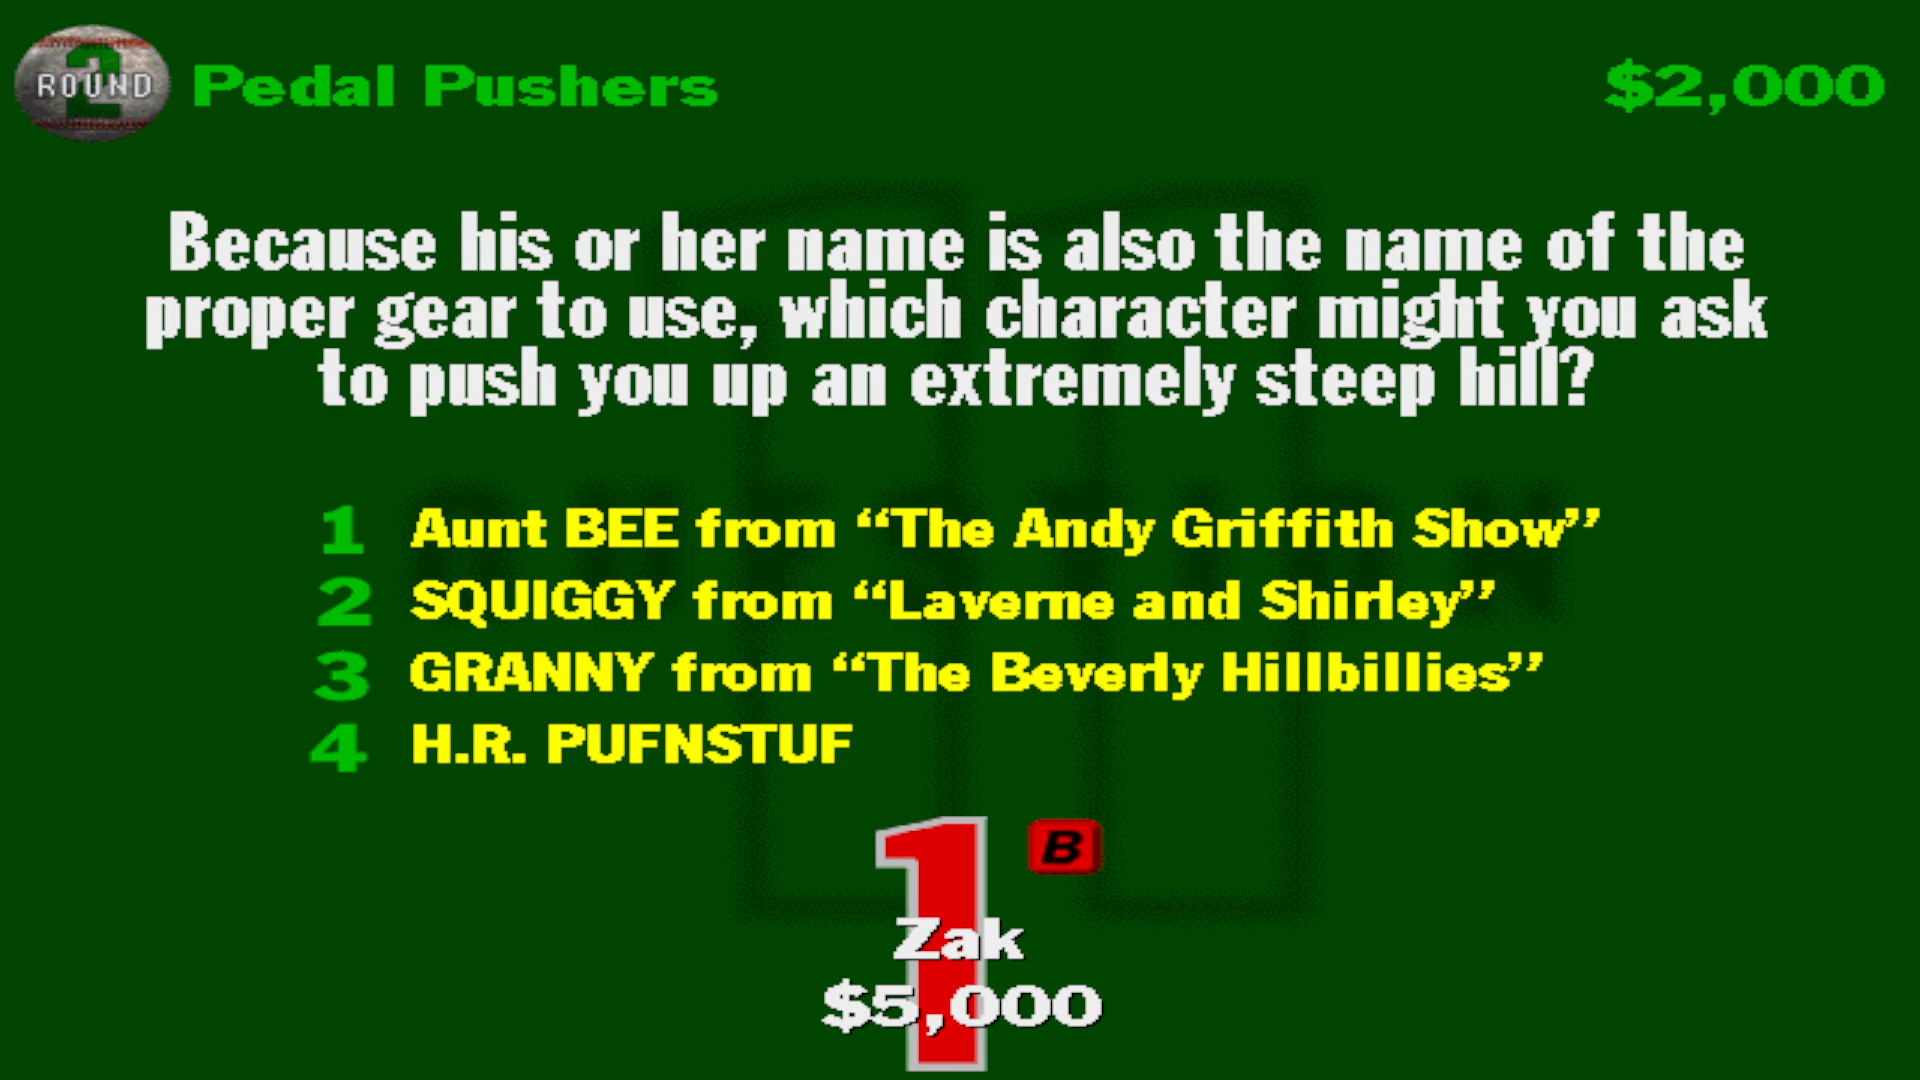 ROUND 2 Pedal Pushers $2,000
Because his or her name is also the name of the
proper gear to use, which character might you ask
to push you up an extremely steep hill?
1 Aunt BEE from “The Andy Griffith Show”
2 SQUIGGY from “Laverne and Shirley”
3 GRANNY from “The Beverly Hillbillies”
4 H.R. PUFNSTUF
1 B
Zak
$5,000